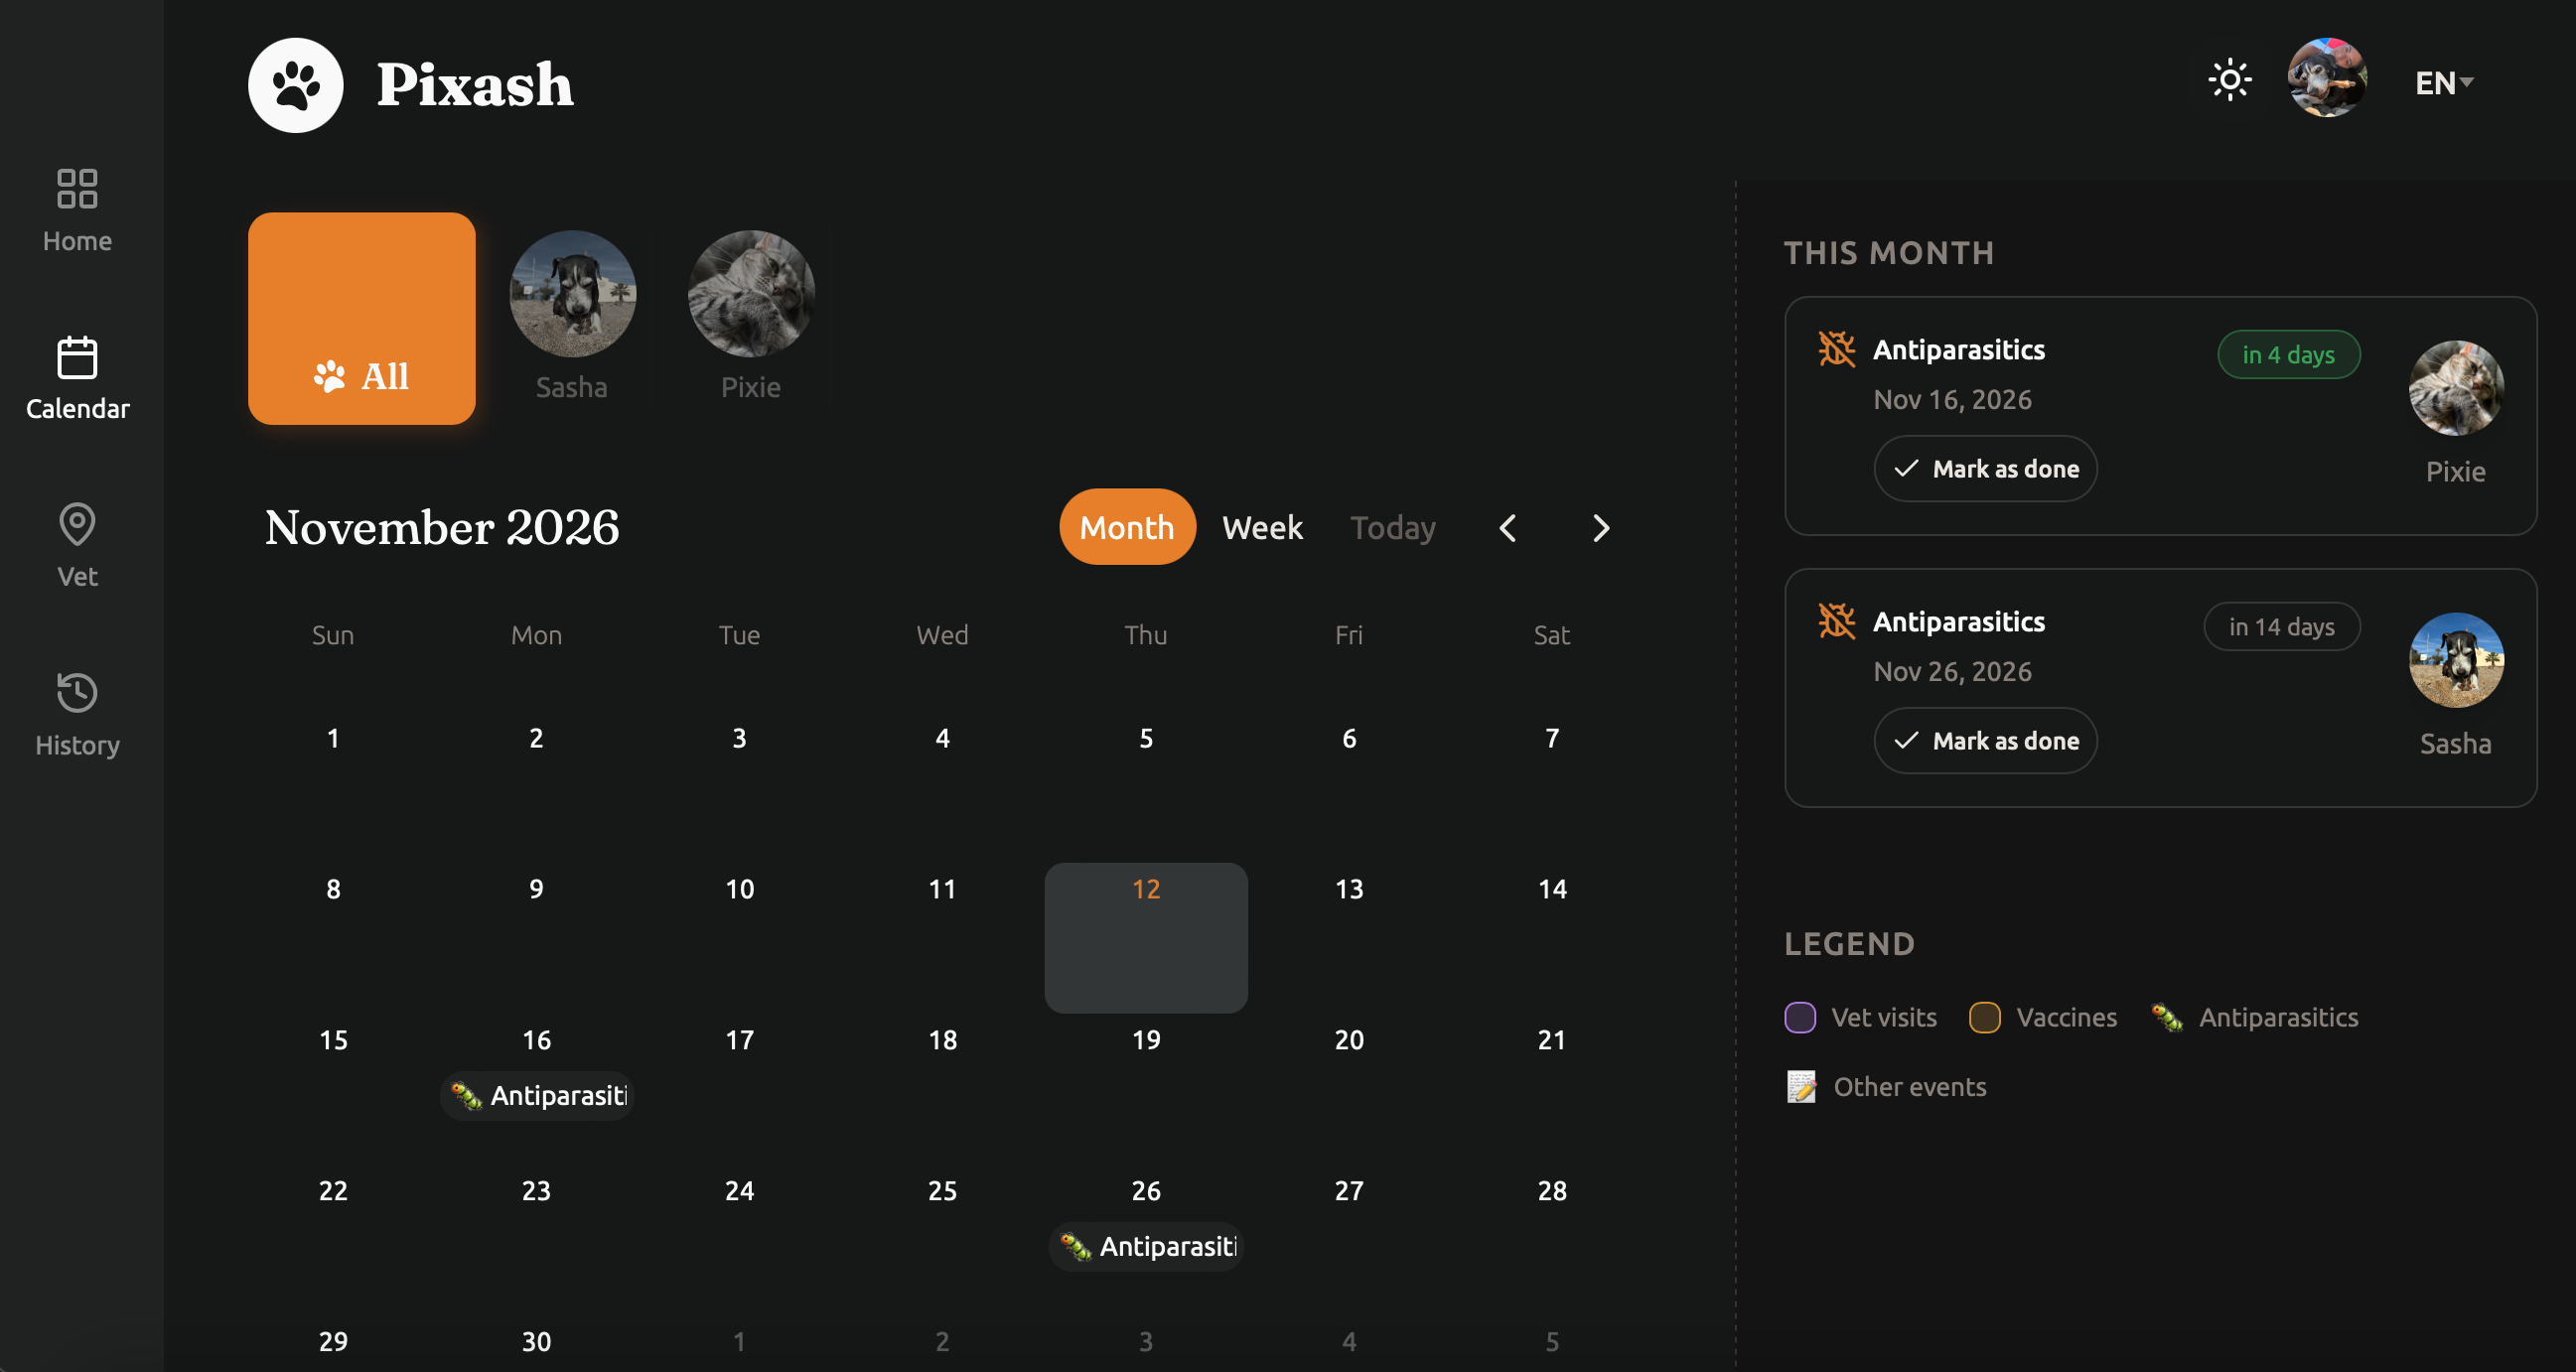 Pixash
EN
Home
Calendar
Vet
History
All
Sasha
Pixie
November 2026
Month Week Today
Sun Mon Tue Wed Thu Fri Sat
1 2 3 4 5 6 7
8 9 10 11 12 13 14
15 16 17 18 19 20 21
Antiparasiti
22 23 24 25 26 27 28
Antiparasiti
29 30 1 2 3 4 5
THIS MONTH
Antiparasitics
in 4 days
Nov 16, 2026
Mark as done
Pixie
Antiparasitics
in 14 days
Nov 26, 2026
Mark as done
Sasha
LEGEND
Vet visits Vaccines Antiparasitics
Other events